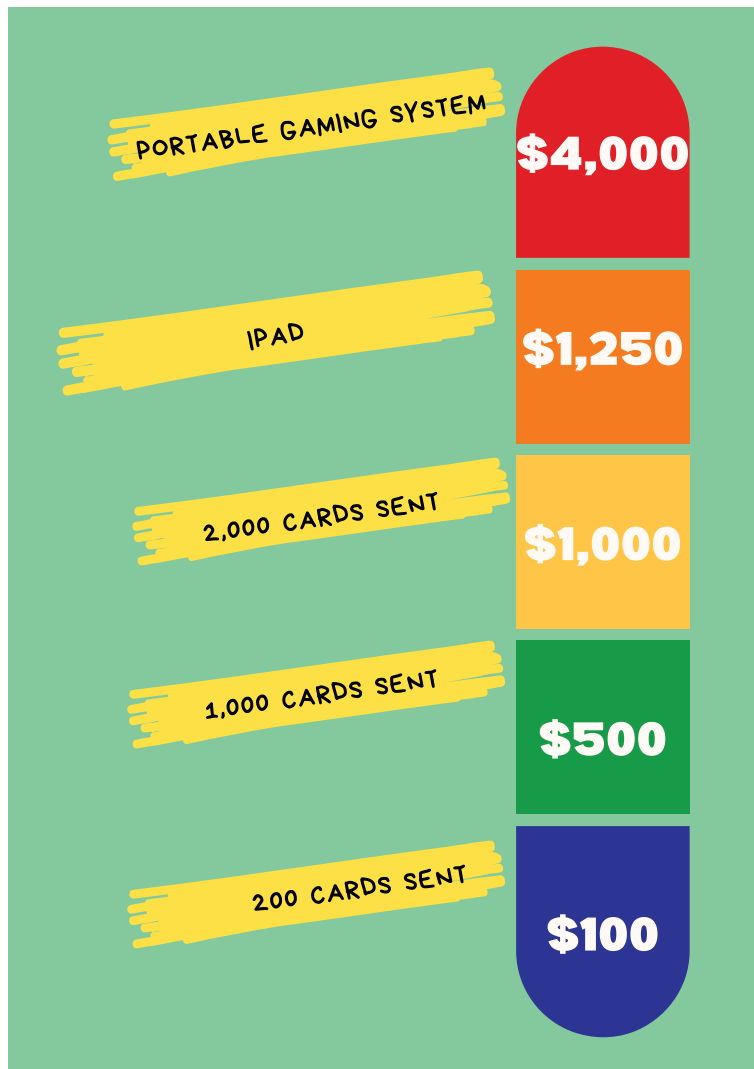 PORTABLE GAMING SYSTEM
$4,000
IPAD
$1,250
2,000 CARDS SENT
$1,000
1,000 CARDS SENT
$500
200 CARDS SENT
$100